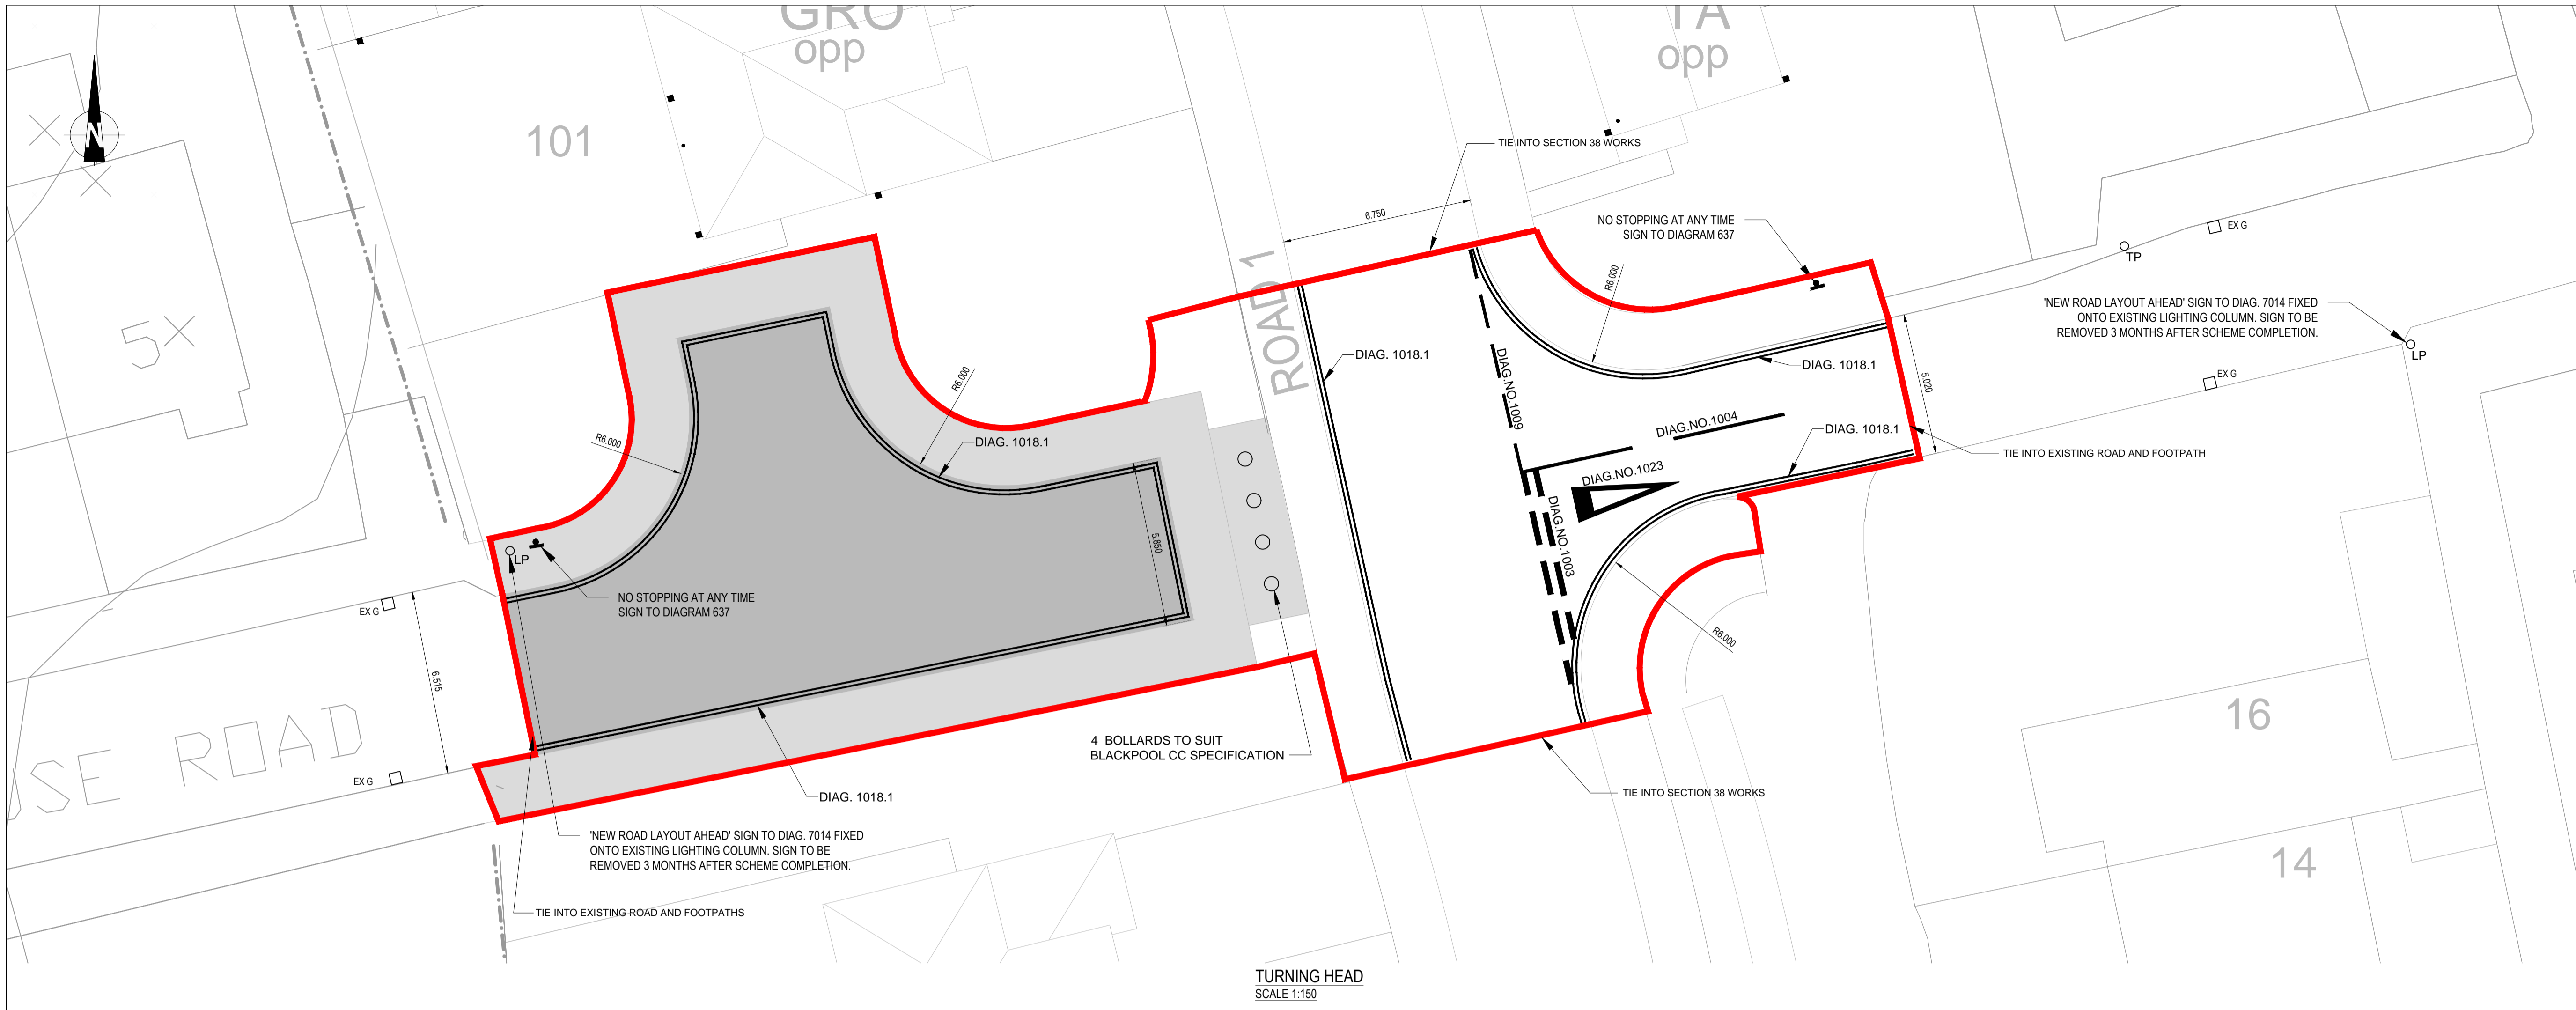 GRO
opp
TA
opp
101
N
5
TIE INTO SECTION 38 WORKS
6.750
NO STOPPING AT ANY TIME
SIGN TO DIAGRAM 637
EX G
TP
ROAD 1
R6.000
'NEW ROAD LAYOUT AHEAD' SIGN TO DIAG. 7014 FIXED
ONTO EXISTING LIGHTING COLUMN. SIGN TO BE
REMOVED 3 MONTHS AFTER SCHEME COMPLETION.
LP
DIAG. 1018.1
DIAG.NO.1009
DIAG. 1018.1
5.020
EX G
R6.000
R6.000
DIAG. 1018.1
DIAG.NO.1004
DIAG. 1018.1
TIE INTO EXISTING ROAD AND FOOTPATH
DIAG.NO.1023
DIAG.NO.1003
5.850
LP
NO STOPPING AT ANY TIME
SIGN TO DIAGRAM 637
EX G
R6.000
6.515
USE ROAD
EX G
16
4 BOLLARDS TO SUIT
BLACKPOOL CC SPECIFICATION
DIAG. 1018.1
TIE INTO SECTION 38 WORKS
'NEW ROAD LAYOUT AHEAD' SIGN TO DIAG. 7014 FIXED
ONTO EXISTING LIGHTING COLUMN. SIGN TO BE
REMOVED 3 MONTHS AFTER SCHEME COMPLETION.
14
TIE INTO EXISTING ROAD AND FOOTPATHS
TURNING HEAD
SCALE 1:150